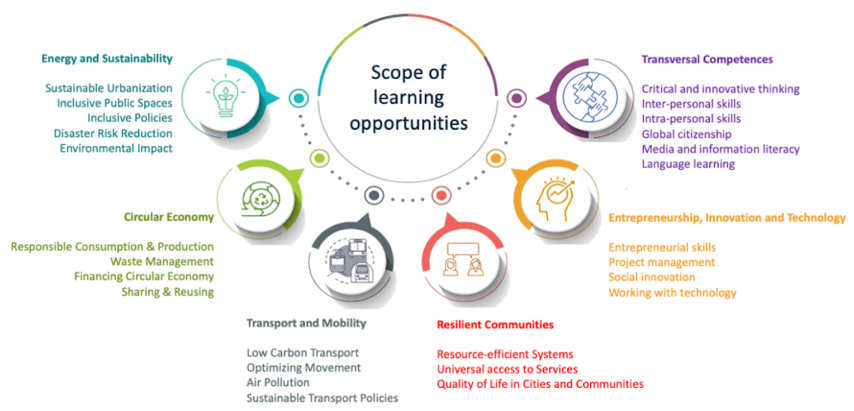 Scope of
learning
opportunities
Energy and Sustainability
Sustainable Urbanization
Inclusive Public Spaces
Inclusive Policies
Disaster Risk Reduction
Environmental Impact
Circular Economy
Responsible Consumption & Production
Waste Management
Financing Circular Economy
Sharing & Reusing
Transport and Mobility
Low Carbon Transport
Optimizing Movement
Air Pollution
Sustainable Transport Policies
Resilient Communities
Resource-efficient Systems
Universal access to Services
Quality of Life in Cities and Communities
Entrepreneurship, Innovation and Technology
Entrepreneurial skills
Project management
Social innovation
Working with technology
Transversal Competences
Critical and innovative thinking
Inter-personal skills
Intra-personal skills
Global citizenship
Media and information literacy
Language learning